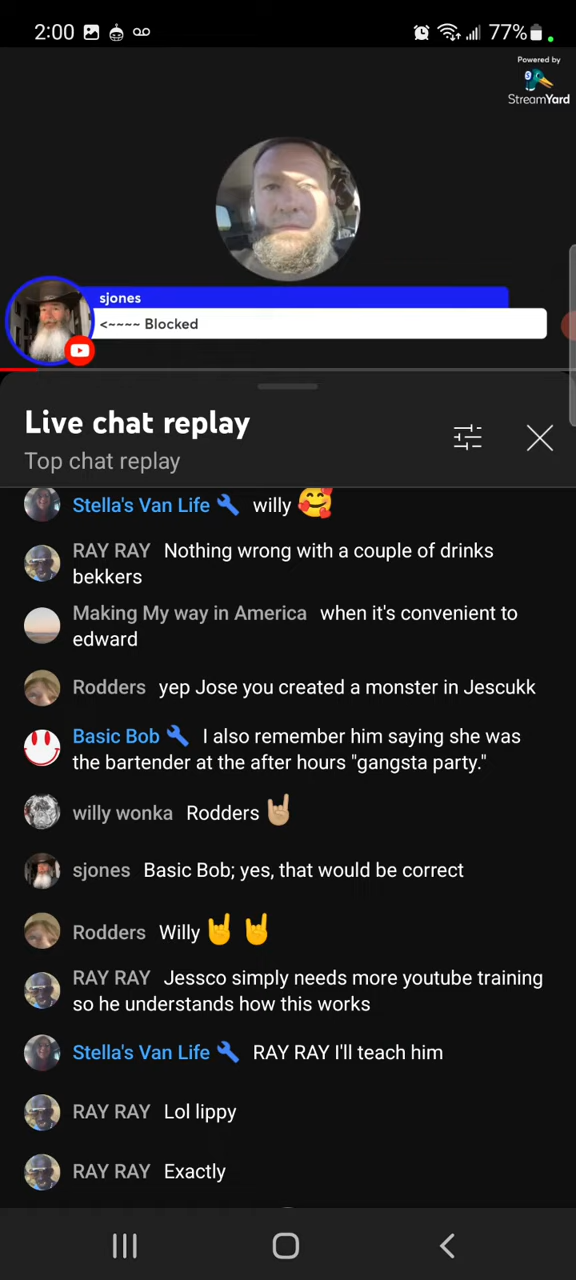 2:00
77%
Powered by
StreamYard
sjones
<~~~~ Blocked
Live chat replay
Top chat replay
Stella's Van Life willy 🥰
RAY RAY Nothing wrong with a couple of drinks
bekkers
Making My way in America when it's convenient to
edward
Rodders yep Jose you created a monster in Jescukk
Basic Bob I also remember him saying she was
the bartender at the after hours "gangsta party."
willy wonka Rodders 🤘🏼
sjones Basic Bob; yes, that would be correct
Rodders Willy 🤘 🤘
RAY RAY Jessco simply needs more youtube training
so he understands how this works
Stella's Van Life RAY RAY I'll teach him
RAY RAY Lol lippy
RAY RAY Exactly